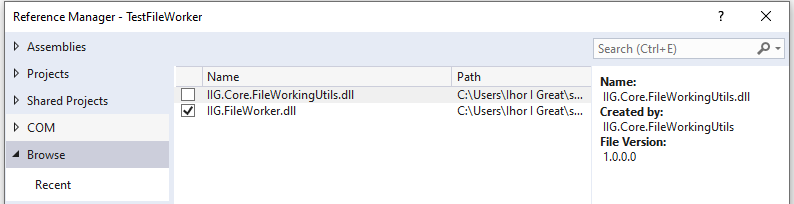 Reference Manager - TestFileWorker
Assemblies
Projects
Shared Projects
COM
Browse
Recent
Name Path
IIG.Core.FileWorkingUtils.dll C:\Users\Ihor I Great\s...
IIG.FileWorker.dll C:\Users\Ihor I Great\s...
Search (Ctrl+E)
Name:
IIG.Core.FileWorkingUtils.dll
Created by:
IIG.Core.FileWorkingUtils
File Version:
1.0.0.0